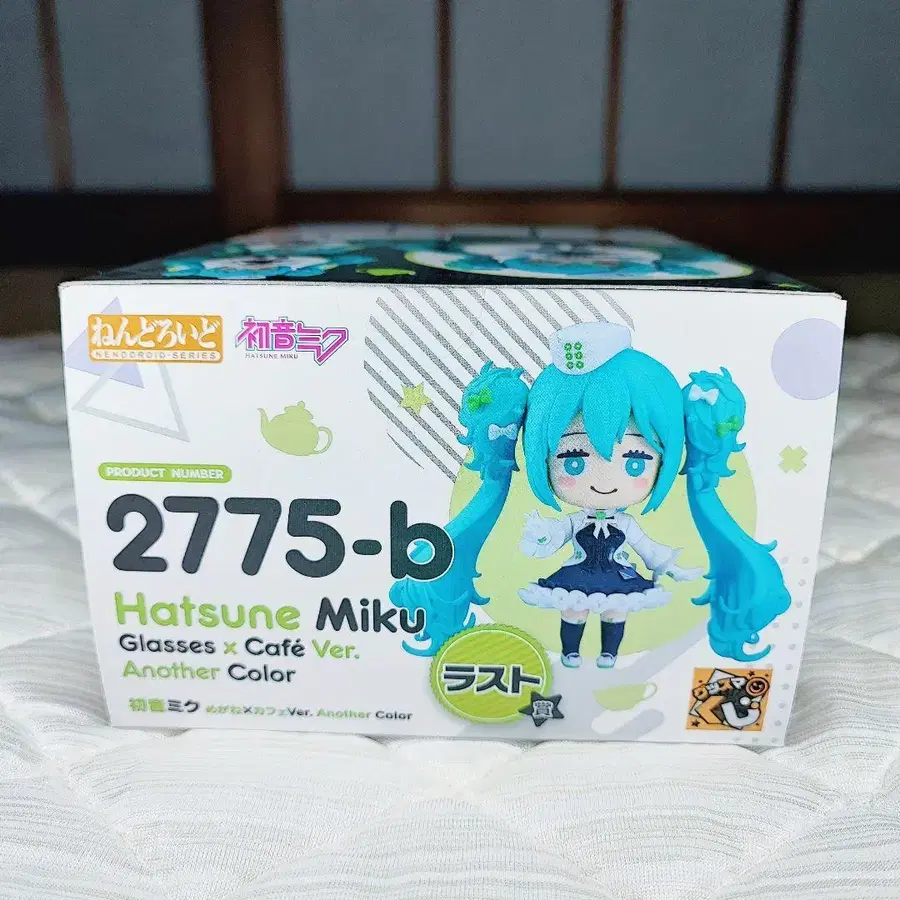 ねんどろいど
NENDOROID SERIES
初音ミク
HATSUNE MIKU
PRODUCT NUMBER
2775-b
Hatsune Miku
Glasses x Café Ver.
Another Color
初音ミク めがね×カフェVer. Another Color
ラスト
賞